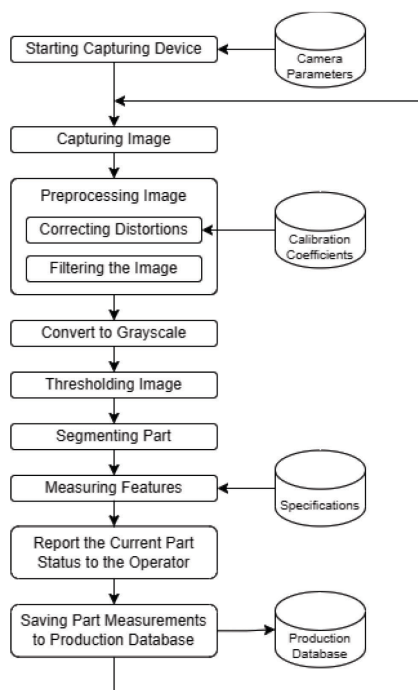 Starting Capturing Device
Camera
Parameters
Capturing Image
Preprocessing Image
Correcting Distortions
Calibration
Coefficients
Filtering the Image
Convert to Grayscale
Thresholding Image
Segmenting Part
Measuring Features
Specifications
Report the Current Part
Status to the Operator
Saving Part Measurements
to Production Database
Production
Database